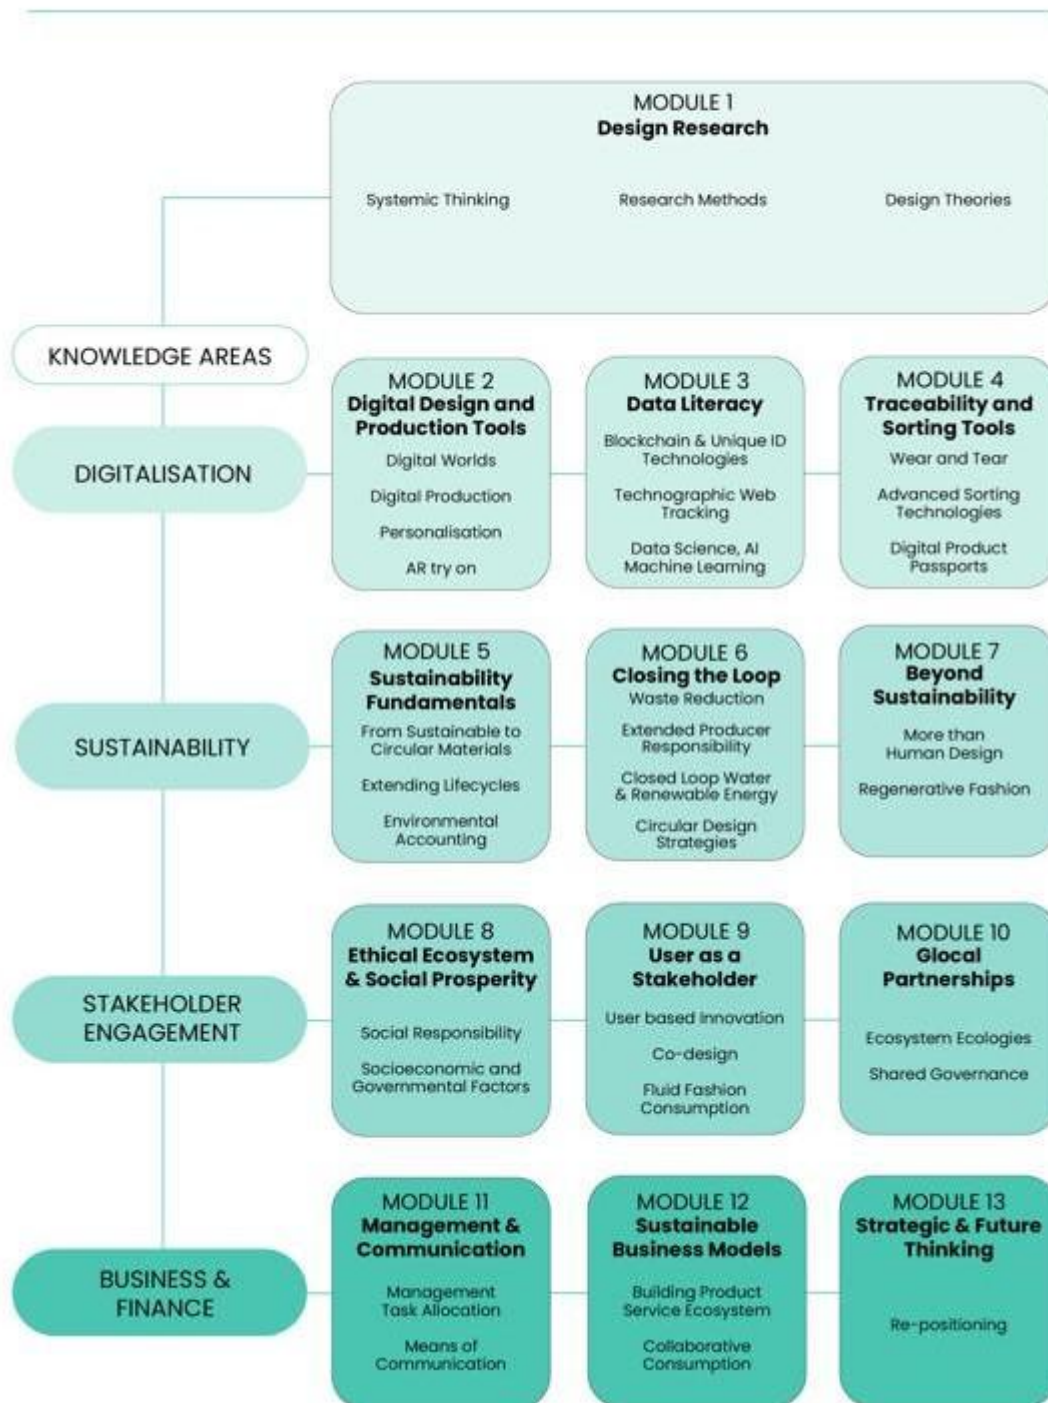 MODULE 1
Design Research
Systemic Thinking
Research Methods
Design Theories
KNOWLEDGE AREAS
DIGITALISATION
MODULE 2
Digital Design and
Production Tools
Digital Worlds
Digital Production
Personalisation
AR try on
MODULE 3
Data Literacy
Blockchain & Unique ID
Technologies
Technographic Web
Tracking
Data Science, AI
Machine Learning
MODULE 4
Traceability and
Sorting Tools
Wear and Tear
Advanced Sorting
Technologies
Digital Product
Passports
SUSTAINABILITY
MODULE 5
Sustainability
Fundamentals
From Sustainable to
Circular Materials
Extending Lifecycles
Environmental
Accounting
MODULE 6
Closing the Loop
Waste Reduction
Extended Producer
Responsibility
Closed Loop Water
& Renewable Energy
Circular Design
Strategies
MODULE 7
Beyond
Sustainability
More than
Human Design
Regenerative Fashion
STAKEHOLDER
ENGAGEMENT
MODULE 8
Ethical Ecosystem
& Social Prosperity
Social Responsibility
Socioeconomic and
Governmental Factors
MODULE 9
User as a
Stakeholder
User based Innovation
Co-design
Fluid Fashion
Consumption
MODULE 10
Glocal
Partnerships
Ecosystem Ecologies
Shared Governance
BUSINESS &
FINANCE
MODULE 11
Management &
Communication
Management
Task Allocation
Means of
Communication
MODULE 12
Sustainable
Business Models
Building Product
Service Ecosystem
Collaborative
Consumption
MODULE 13
Strategic & Future
Thinking
Re-positioning